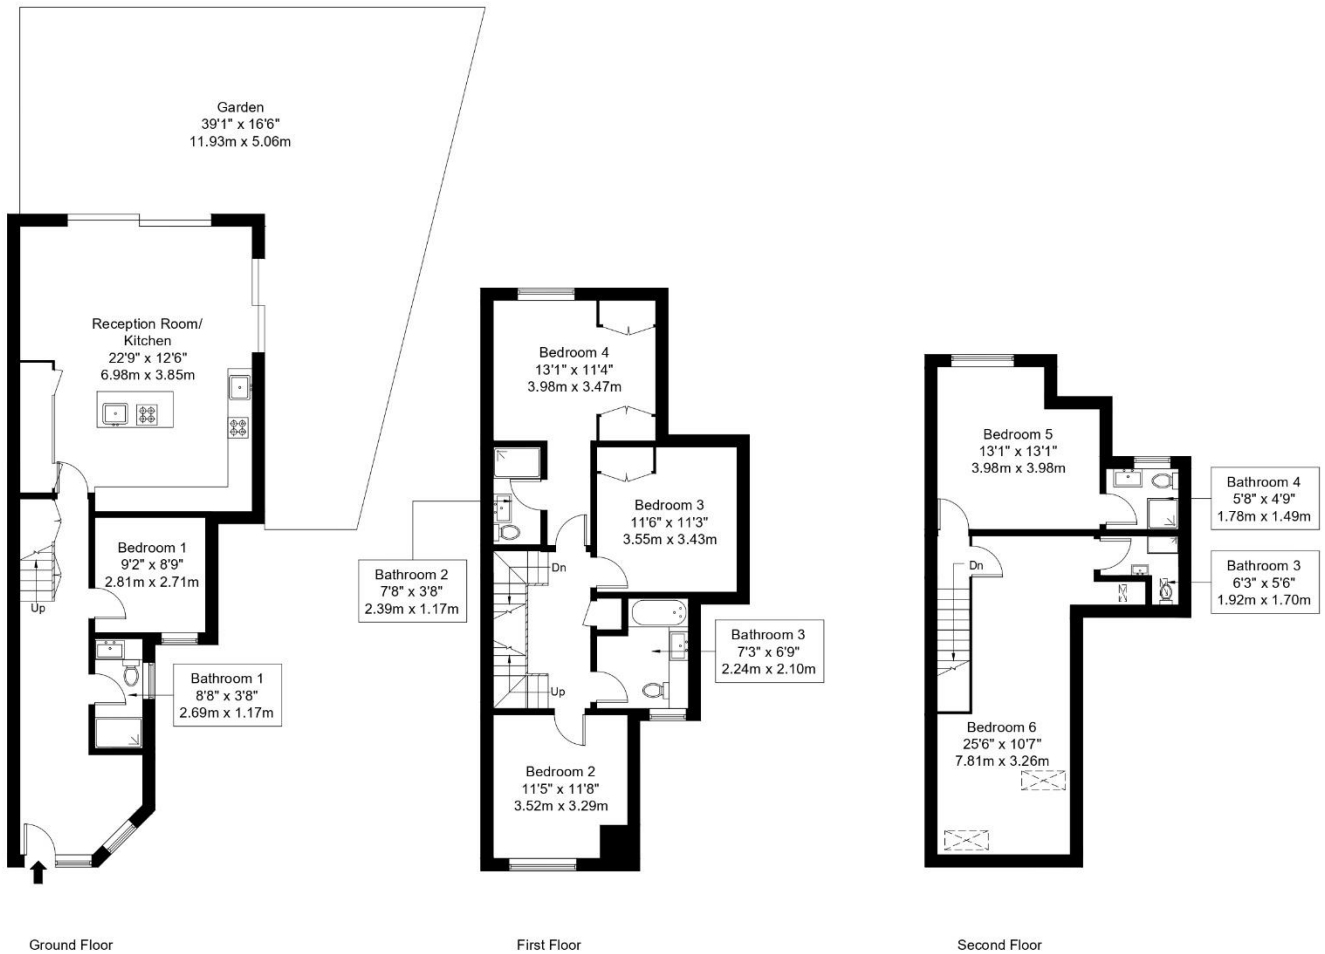 Garden
39'1" x 16'6"
11.93m x 5.06m
Reception Room/
Kitchen
22'9" x 12'6"
6.98m x 3.85m
Bedroom 1
9'2" x 8'9"
2.81m x 2.71m
Up
Bathroom 1
8'8" x 3'8"
2.69m x 1.17m
Ground Floor
Bedroom 4
13'1" x 11'4"
3.98m x 3.47m
Bedroom 3
11'6" x 11'3"
3.55m x 3.43m
Bathroom 2
7'8" x 3'8"
2.39m x 1.17m
Dn
Bathroom 3
7'3" x 6'9"
2.24m x 2.10m
Up
Bedroom 2
11'5" x 11'8"
3.52m x 3.29m
First Floor
Bedroom 5
13'1" x 13'1"
3.98m x 3.98m
Bathroom 4
5'8" x 4'9"
1.78m x 1.49m
Dn
Bathroom 3
6'3" x 5'6"
1.92m x 1.70m
Bedroom 6
25'6" x 10'7"
7.81m x 3.26m
Second Floor